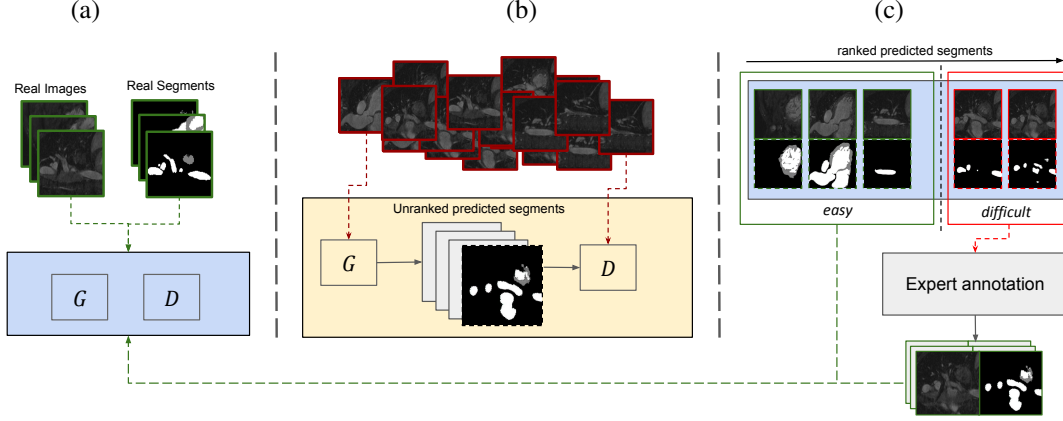 (a)
(b)
(c)
Real Images
Real Segments
G
D
Unranked predicted segments
G
D
ranked predicted segments
easy
difficult
Expert annotation